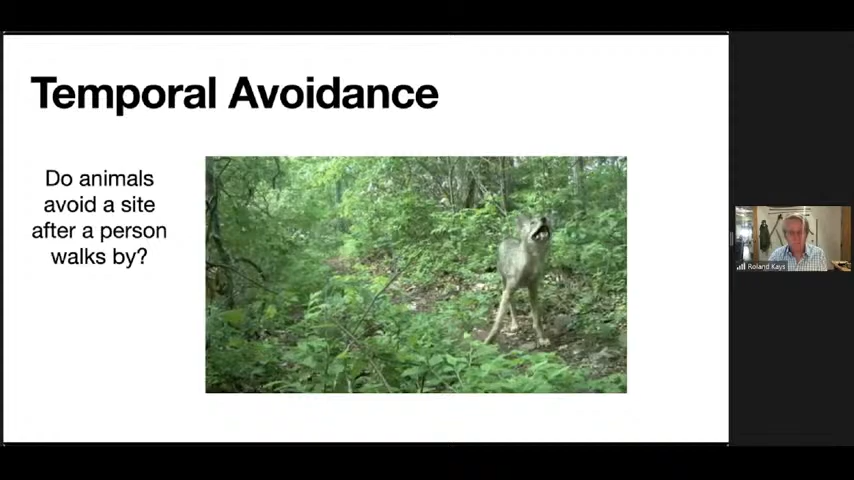 Temporal Avoidance
Do animals
avoid a site
after a person
walks by?
Roland Kays